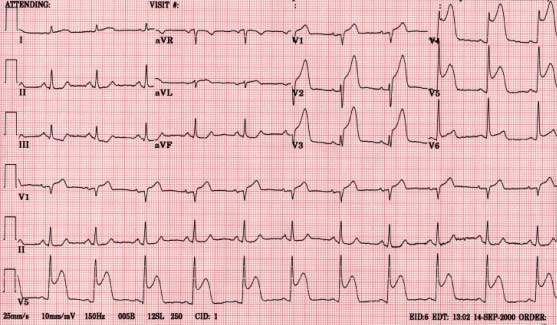 ATTENDING: VISIT #:
I aVR V1 V4
II aVL V2 V5
III aVF V3 V6
V1
II
V5
25mm/s 10mm/mV 150Hz 005B 12SL 250 CID: 1 EID:6 EDT: 13:02 14-SEP-2000 ORDER: